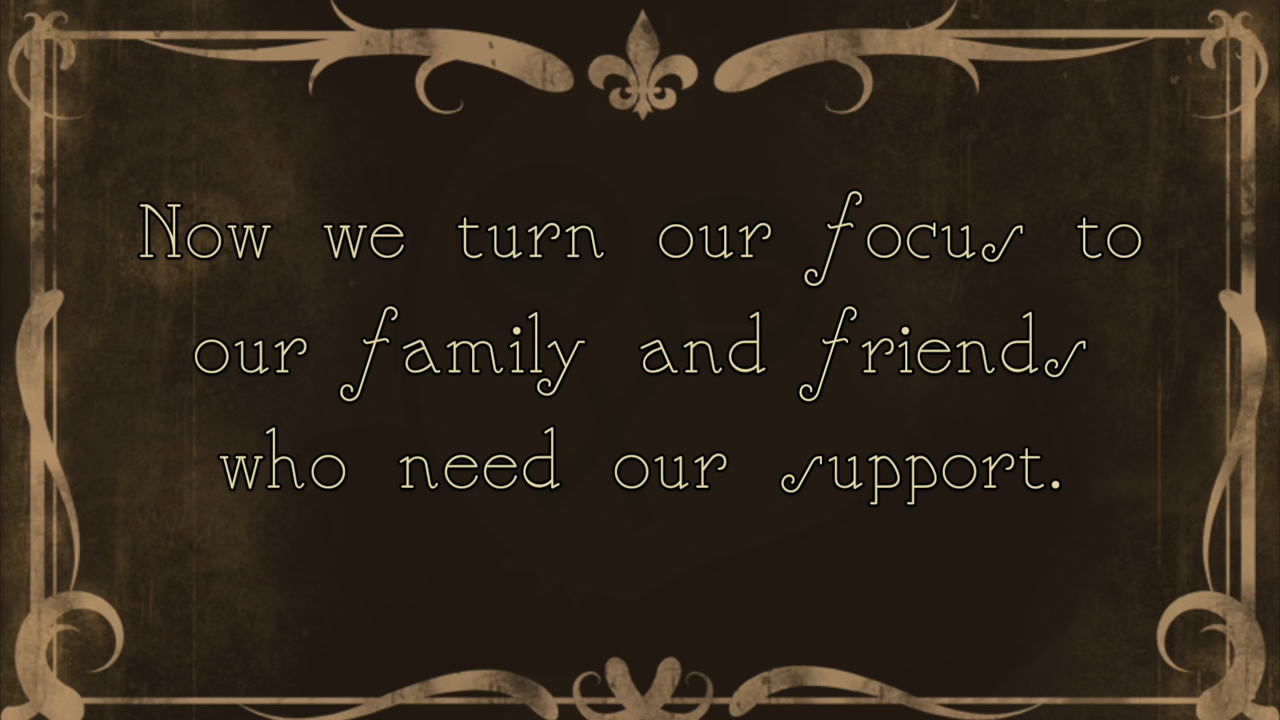 Now we turn our focus to
our family and friends
who need our support.